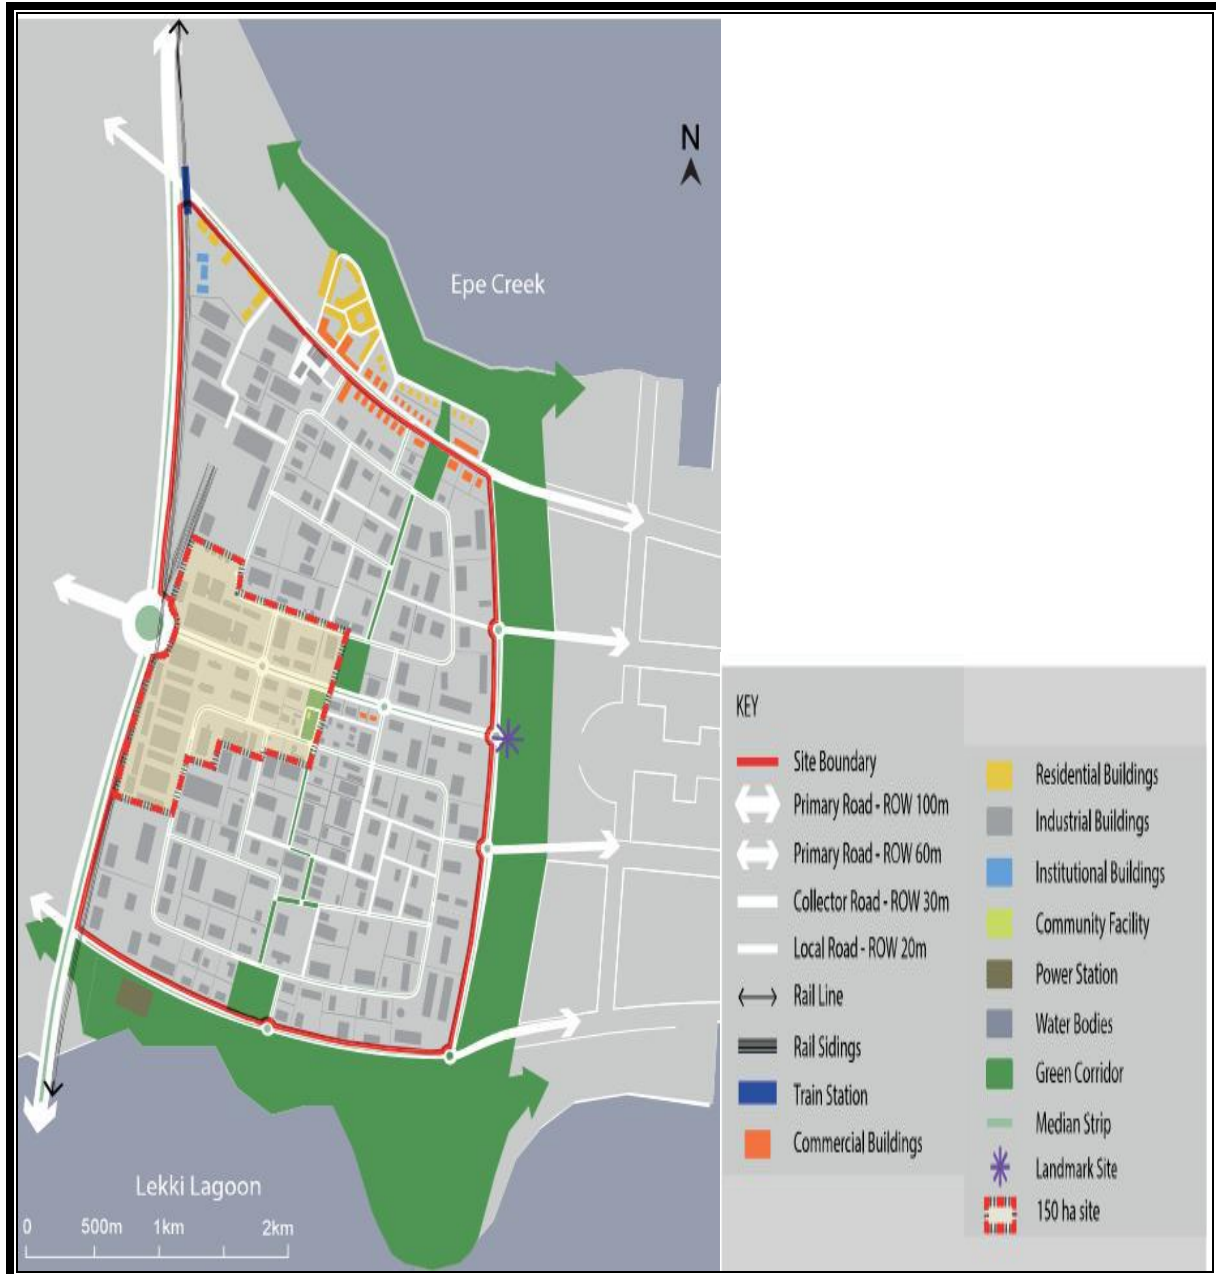 N
Epe Creek
Lekki Lagoon
0 500m 1km 2km
KEY
Site Boundary
Primary Road - ROW 100m
Primary Road - ROW 60m
Collector Road - ROW 30m
Local Road - ROW 20m
Rail Line
Rail Sidings
Train Station
Commercial Buildings
Residential Buildings
Industrial Buildings
Institutional Buildings
Community Facility
Power Station
Water Bodies
Green Corridor
Median Strip
Landmark Site
150 ha site